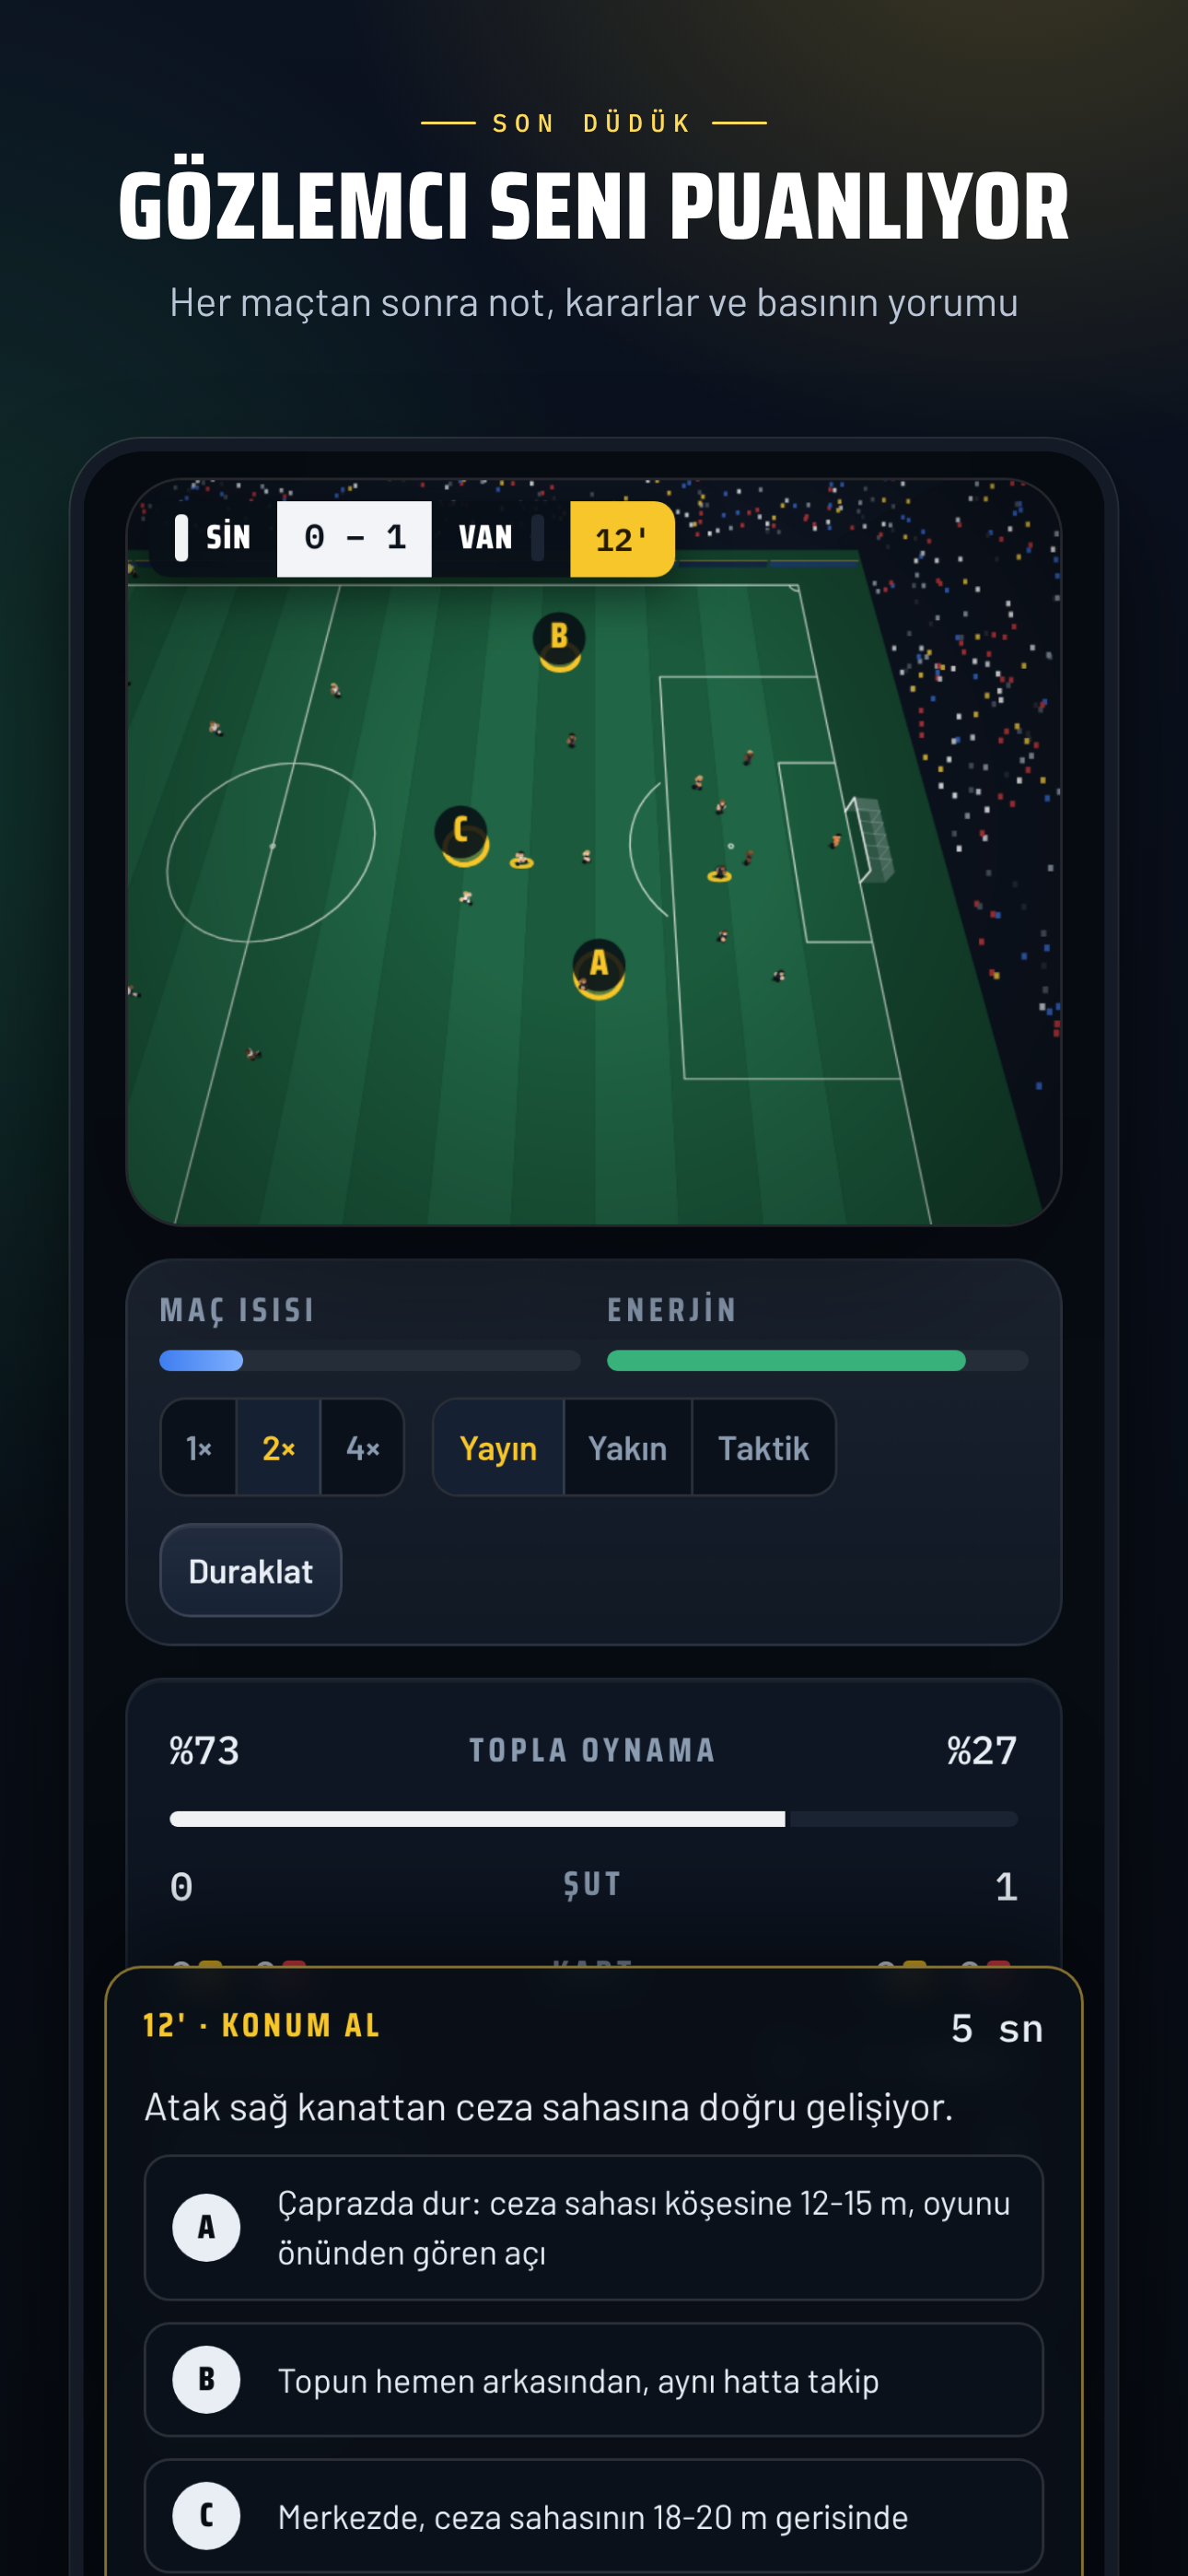 SON DÜDÜK
GÖZLEMCI SENI PUANLIYOR
Her maçtan sonra not, kararlar ve basının yorumu
SİN 0 – 1 VAN 12'
B
C
A
MAÇ ISISI ENERJİN
1× 2× 4× Yayın Yakın Taktik
Duraklat
%73 TOPLA OYNAMA %27
0 ŞUT 1
12' · KONUM AL 5 sn
Atak sağ kanattan ceza sahasına doğru gelişiyor.
A Çaprazda dur: ceza sahası köşesine 12-15 m, oyunu
önünden gören açı
B Topun hemen arkasından, aynı hatta takip
C Merkezde, ceza sahasının 18-20 m gerisinde